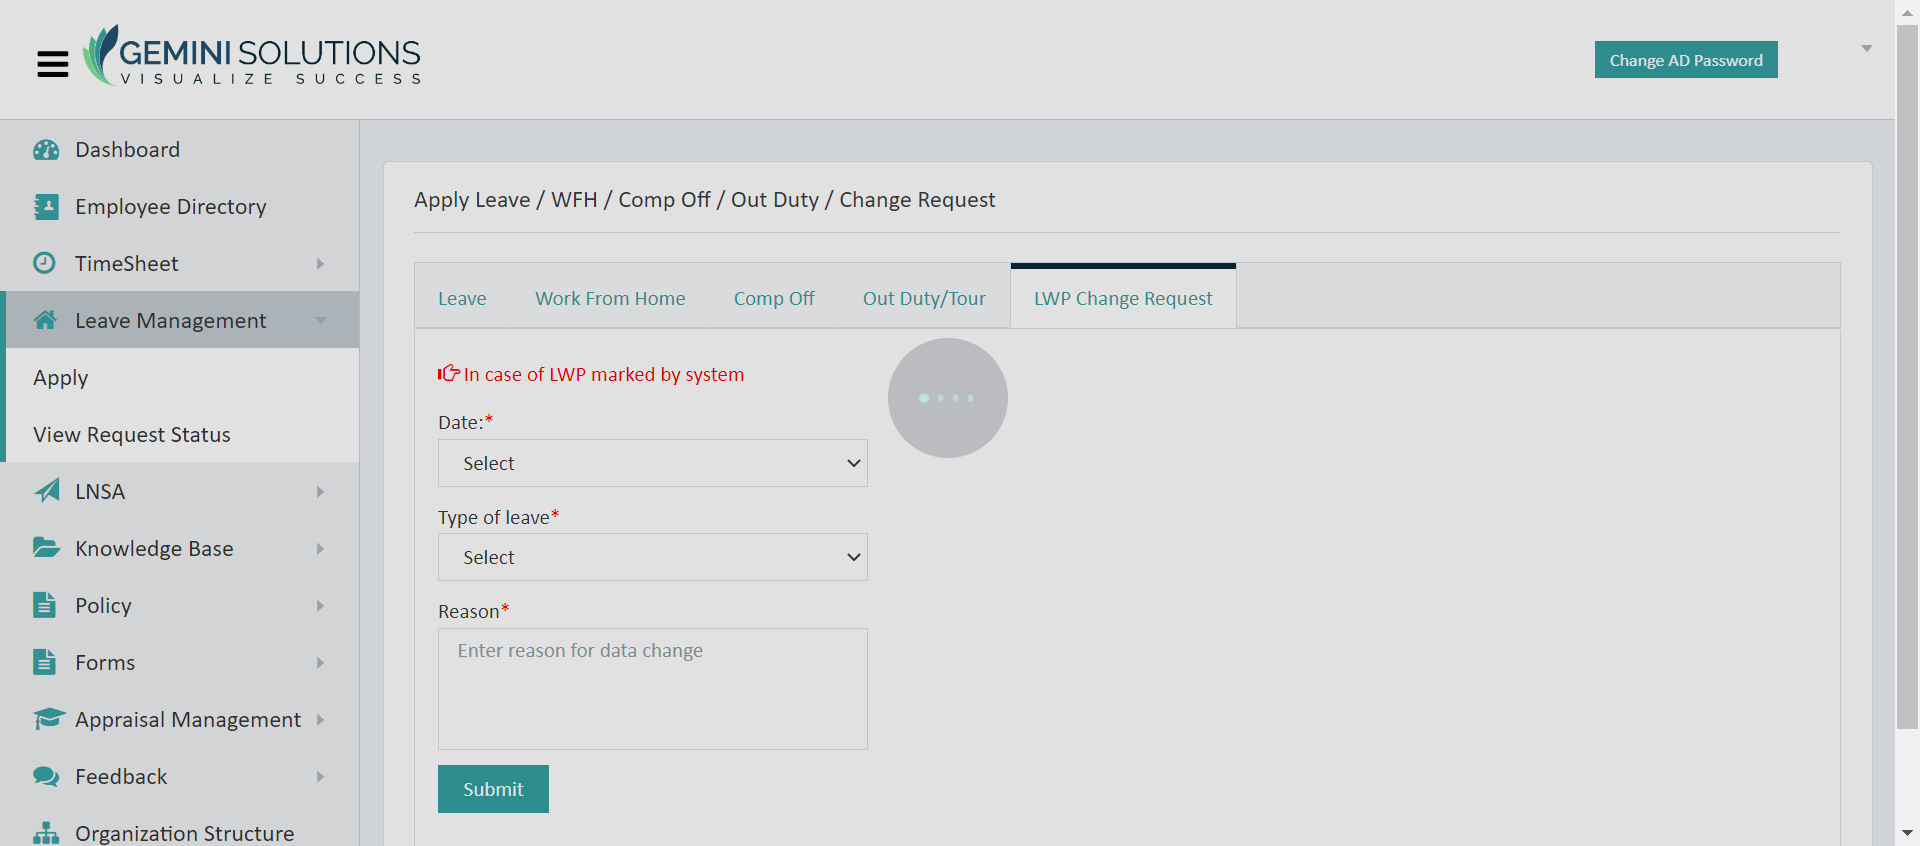 GEMINI SOLUTIONS
VISUALIZE SUCCESS
Change AD Password
Dashboard
Employee Directory
TimeSheet
Leave Management
Apply
View Request Status
LNSA
Knowledge Base
Policy
Forms
Appraisal Management
Feedback
Organization Structure
Apply Leave / WFH / Comp Off / Out Duty / Change Request
Leave Work From Home Comp Off Out Duty/Tour LWP Change Request
In case of LWP marked by system
Date:*
Select
Type of leave*
Select
Reason*
Enter reason for data change
Submit